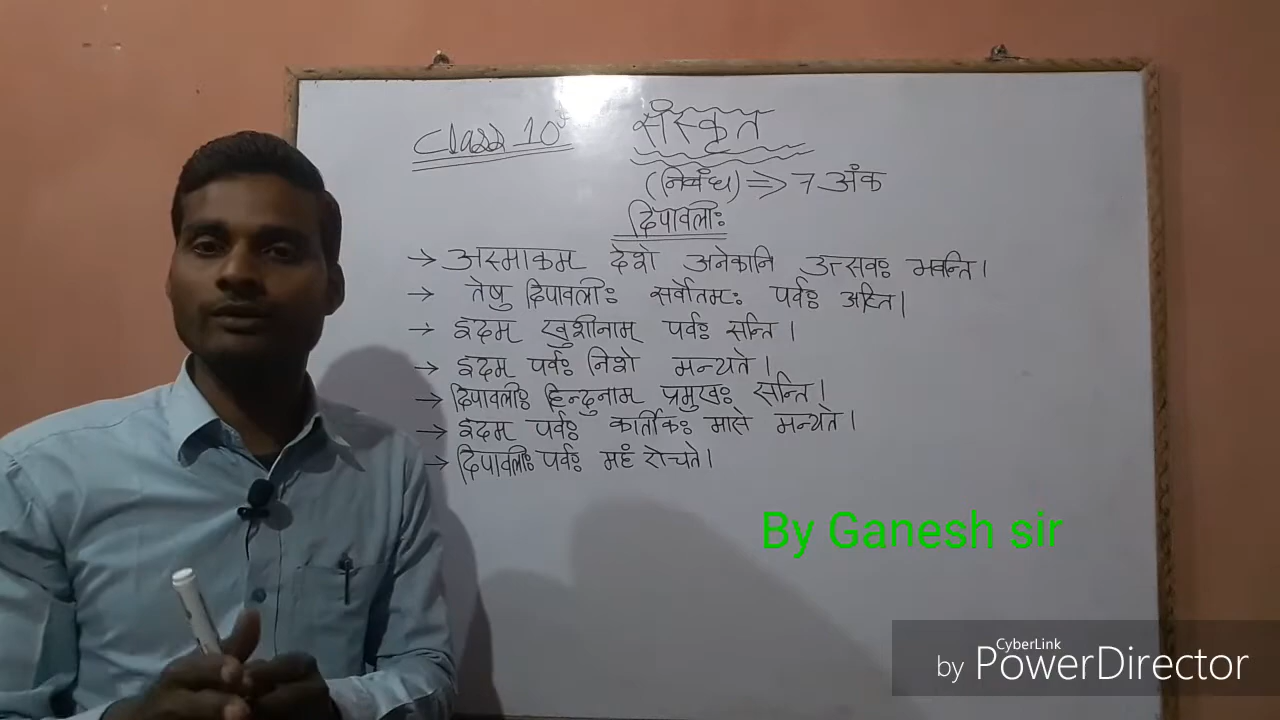 Class 10th संस्कृत
(निबंध) ⇒ 7 अंक
दिपावलीः
→ अस्माकम देशे अनेकानि उत्सवः भवन्ति।
→ तेषु दिपावलीः सर्वोतमः पर्वः अस्ति।
→ इदम् खुशीनाम् पर्वः सन्ति।
→ इदम पर्वः निशे मन्यते।
→ दिपावलीः हिन्दुनाम प्रमुखः सन्ति।
→ इदम पर्वः कार्तीकः मासे मन्यते।
→ दिपावलीः पर्वः महं रोचते।
By Ganesh sir
by CyberLink PowerDirector